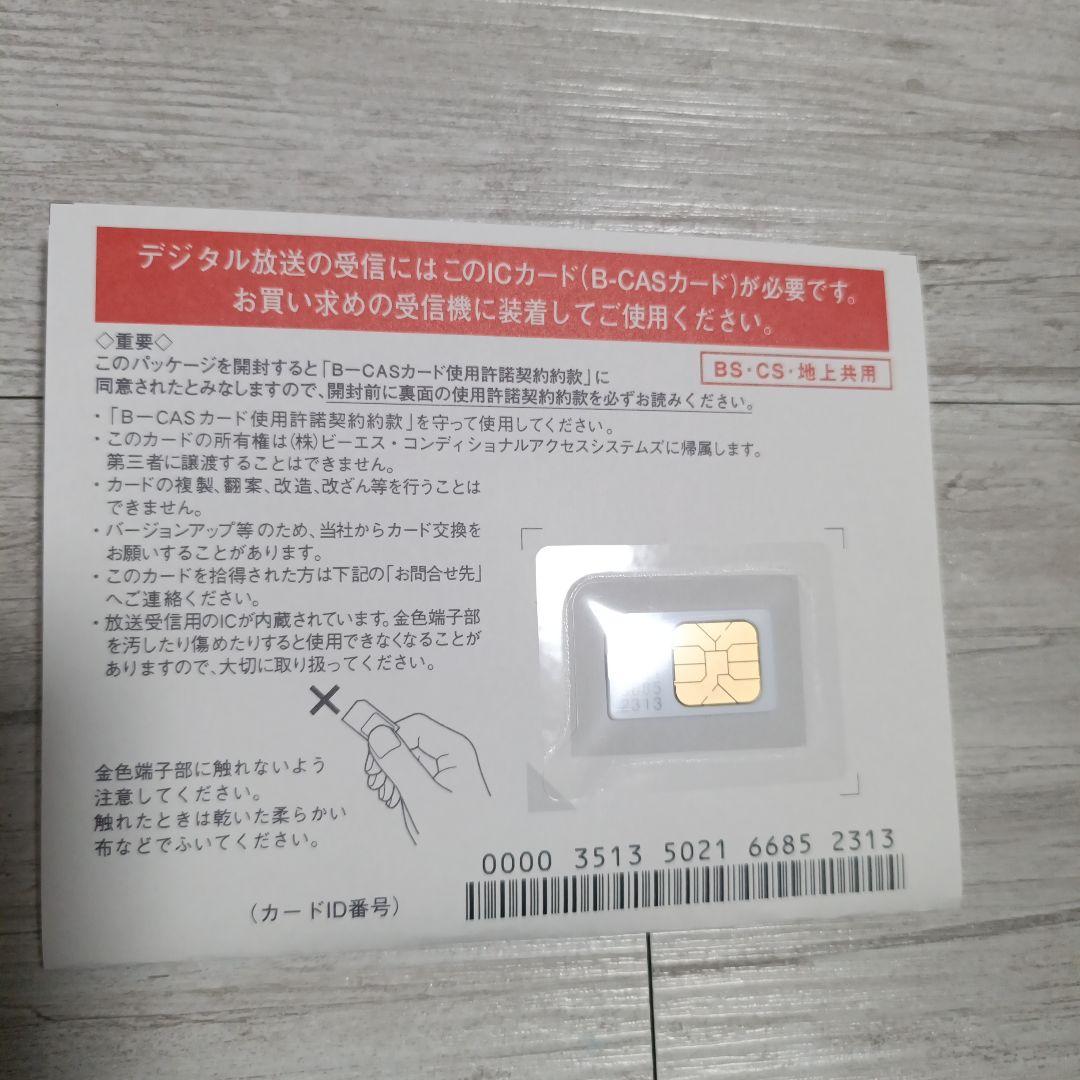 デジタル放送の受信にはこのICカード(B-CASカード)が必要です。
お買い求めの受信機に装着してご使用ください。
◇重要◇
このパッケージを開封すると「B-CASカード使用許諾契約約款」に
同意されたとみなしますので、開封前に裏面の使用許諾契約約款を必ずお読みください。
BS・CS・地上共用
・「B-CASカード使用許諾契約約款」を守って使用してください。
・このカードの所有権は(株)ビーエス・コンディショナルアクセスシステムズに帰属します。
第三者に譲渡することはできません。
・カードの複製、翻案、改造、改ざん等を行うことは
できません。
・バージョンアップ等のため、当社からカード交換を
お願いすることがあります。
・このカードを拾得された方は下記の「お問合せ先」
へご連絡ください。
・放送受信用のICが内蔵されています。金色端子部
を汚したり傷めたりすると使用できなくなることが
ありますので、大切に取り扱ってください。
2313
金色端子部に触れないよう
注意してください。
触れたときは乾いた柔らかい
布などでふいてください。
0000 3513 5021 6685 2313
(カードID番号)